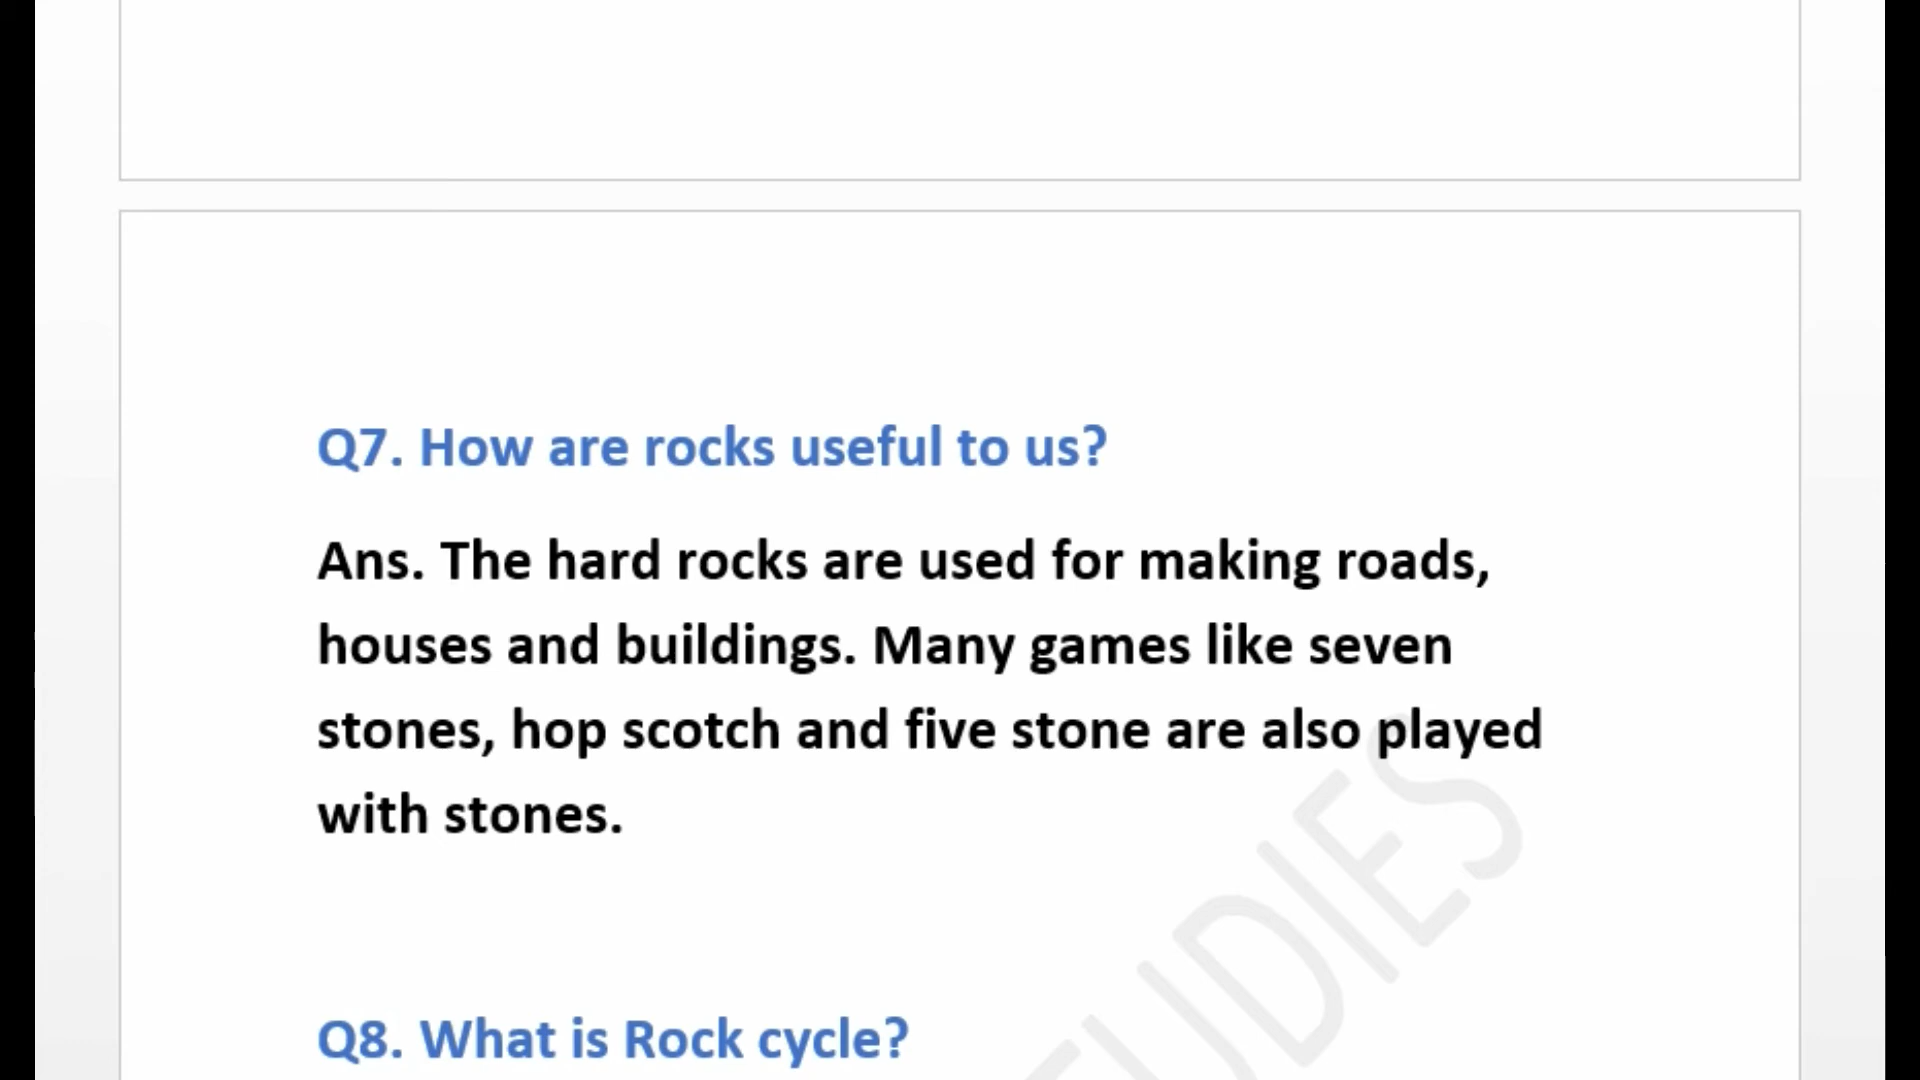 Q7. How are rocks useful to us?
Ans. The hard rocks are used for making roads,
houses and buildings. Many games like seven
stones, hop scotch and five stone are also played
with stones.
Q8. What is Rock cycle?